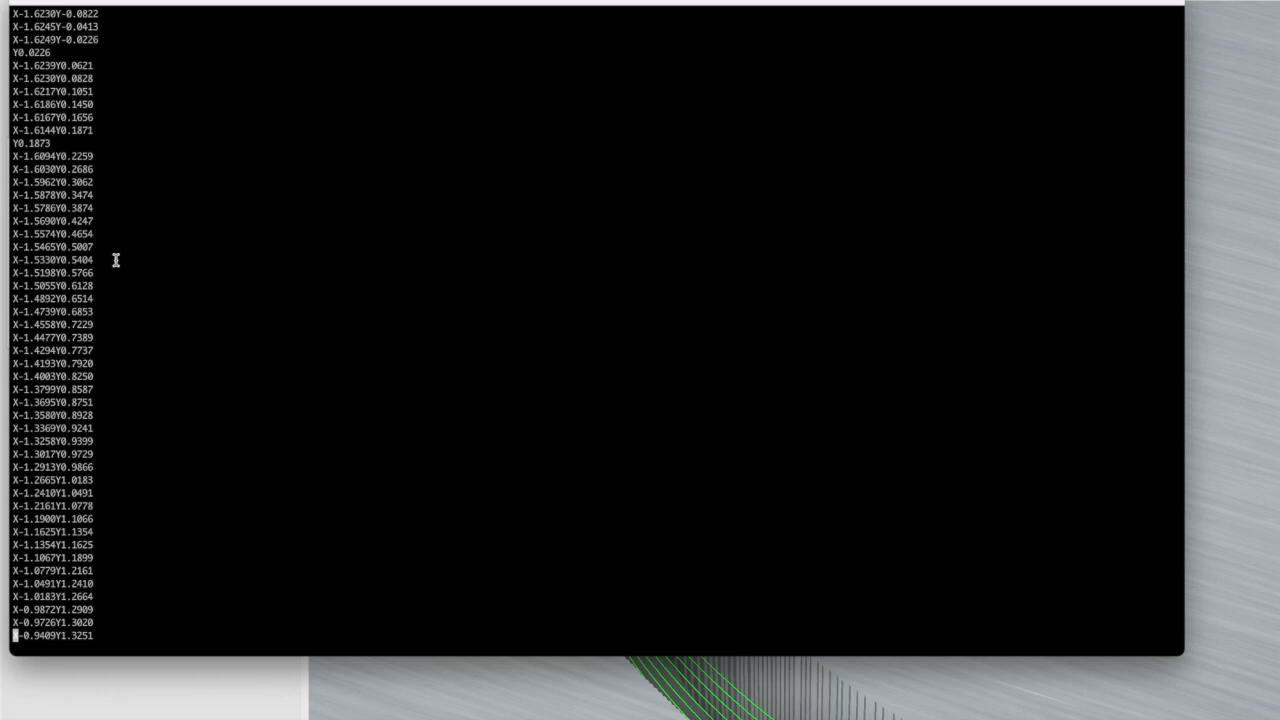 X-1.6230Y-0.0822
X-1.6245Y-0.0413
X-1.6249Y-0.0226
Y0.0226
X-1.6239Y0.0621
X-1.6230Y0.0828
X-1.6217Y0.1051
X-1.6186Y0.1450
X-1.6167Y0.1656
X-1.6144Y0.1871
Y0.1873
X-1.6094Y0.2259
X-1.6030Y0.2686
X-1.5962Y0.3062
X-1.5878Y0.3474
X-1.5786Y0.3874
X-1.5690Y0.4247
X-1.5574Y0.4654
X-1.5465Y0.5007
X-1.5330Y0.5404
X-1.5198Y0.5766
X-1.5055Y0.6128
X-1.4892Y0.6514
X-1.4739Y0.6853
X-1.4558Y0.7229
X-1.4477Y0.7389
X-1.4294Y0.7737
X-1.4193Y0.7920
X-1.4003Y0.8250
X-1.3799Y0.8587
X-1.3695Y0.8751
X-1.3580Y0.8928
X-1.3369Y0.9241
X-1.3258Y0.9399
X-1.3017Y0.9729
X-1.2913Y0.9866
X-1.2665Y1.0183
X-1.2410Y1.0491
X-1.2161Y1.0778
X-1.1900Y1.1066
X-1.1625Y1.1354
X-1.1354Y1.1625
X-1.1067Y1.1899
X-1.0779Y1.2161
X-1.0491Y1.2410
X-1.0183Y1.2664
X-0.9872Y1.2909
X-0.9726Y1.3020
X-0.9409Y1.3251